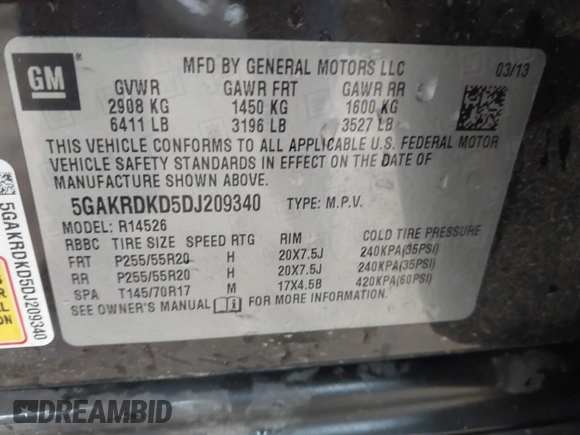 GM
MFD BY GENERAL MOTORS LLC 03/13
GVWR GAWR FRT GAWR RR
2908 KG 1450 KG 1600 KG
6411 LB 3196 LB 3527 LB
THIS VEHICLE CONFORMS TO ALL APPLICABLE U.S. FEDERAL MOTOR
VEHICLE SAFETY STANDARDS IN EFFECT ON THE DATE OF
MANUFACTURE SHOWN ABOVE.
5GAKRDKD5DJ209340 TYPE: M.P.V.
MODEL: R14526
RBBC TIRE SIZE SPEED RTG RIM COLD TIRE PRESSURE
FRT P255/55R20 H 20X7.5J 240KPA(35PSI)
RR P255/55R20 H 20X7.5J 240KPA(35PSI)
SPA T145/70R17 M 17X4.5B 420KPA(60PSI)
SEE OWNER'S MANUAL FOR MORE INFORMATION.
5GAKRDKD5DJ209340
DREAMBID